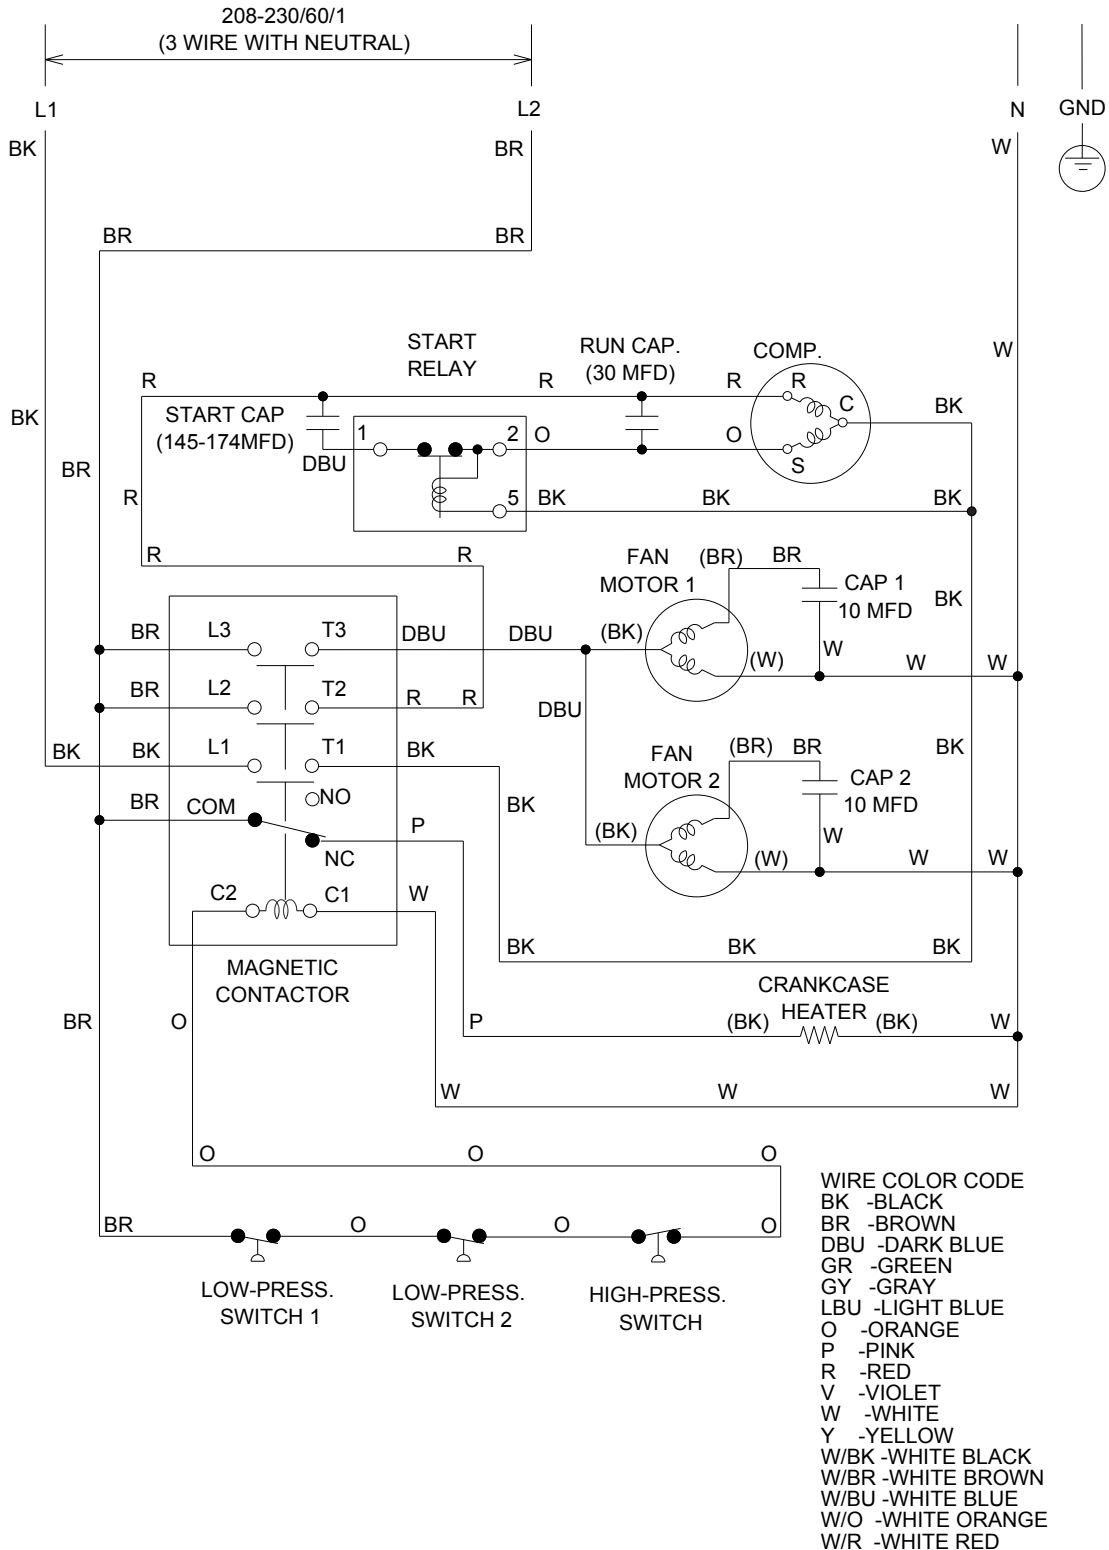 208-230/60/1
(3 WIRE WITH NEUTRAL)
L1
L2
N
GND
BK
BR
W
BR
BR
START
RELAY
RUN CAP.
(30 MFD)
COMP.
W
R
R
R
R
C
BK
BK
START CAP
(145-174MFD)
1
2
O
O
S
DBU
BR
R
5
BK
BK
BK
R
R
FAN
MOTOR 1
(BR)
BR
CAP 1
10 MFD
BK
BR
L3
T3
DBU
DBU
(BK)
(W)
W
W
W
BR
L2
T2
R
R
DBU
BK
BK
L1
T1
BK
FAN
MOTOR 2
(BR)
BR
CAP 2
10 MFD
BK
BR
COM
NO
BK
P
(BK)
W
NC
(W)
W
W
C2
C1
W
BK
BK
BK
MAGNETIC
CONTACTOR
CRANKCASE
HEATER
BR
O
P
(BK)
(BK)
W
W
W
W
O
O
O
BR
O
O
O
LOW-PRESS.
SWITCH 1
LOW-PRESS.
SWITCH 2
HIGH-PRESS.
SWITCH
WIRE COLOR CODE
BK -BLACK
BR -BROWN
DBU -DARK BLUE
GR -GREEN
GY -GRAY
LBU -LIGHT BLUE
O -ORANGE
P -PINK
R -RED
V -VIOLET
W -WHITE
Y -YELLOW
W/BK -WHITE BLACK
W/BR -WHITE BROWN
W/BU -WHITE BLUE
W/O -WHITE ORANGE
W/R -WHITE RED